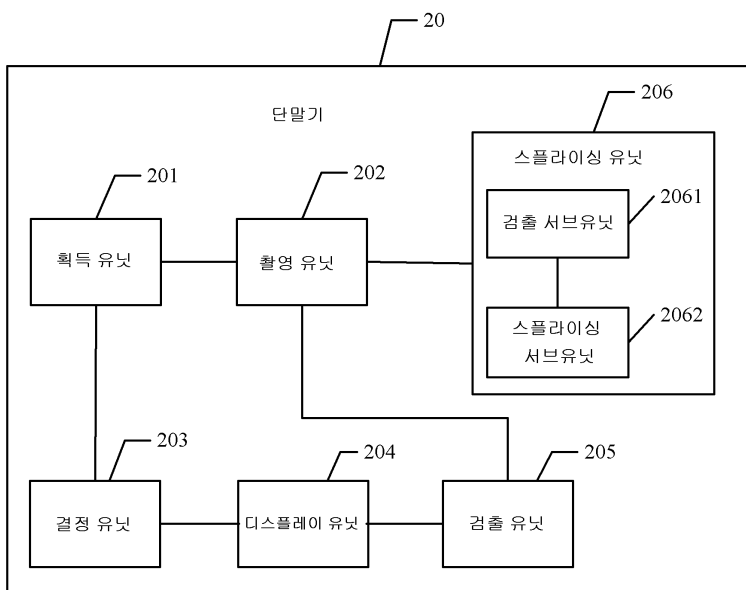 20
단말기
206
스플라이싱 유닛
201
202
2061
검출 서브유닛
획득 유닛
촬영 유닛
2062
스플라이싱
서브유닛
203
204
205
결정 유닛
디스플레이 유닛
검출 유닛